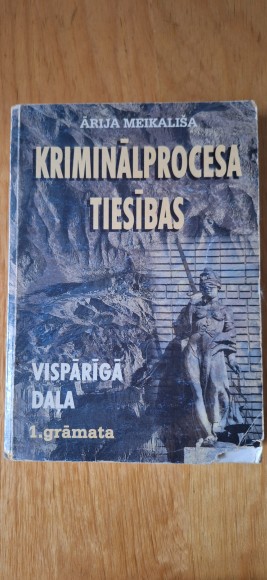 ĀRIJA MEIKALIŠA
KRIMINĀLPROCESA
TIESĪBAS
VISPĀRĪGĀ
DAĻA
1.grāmata